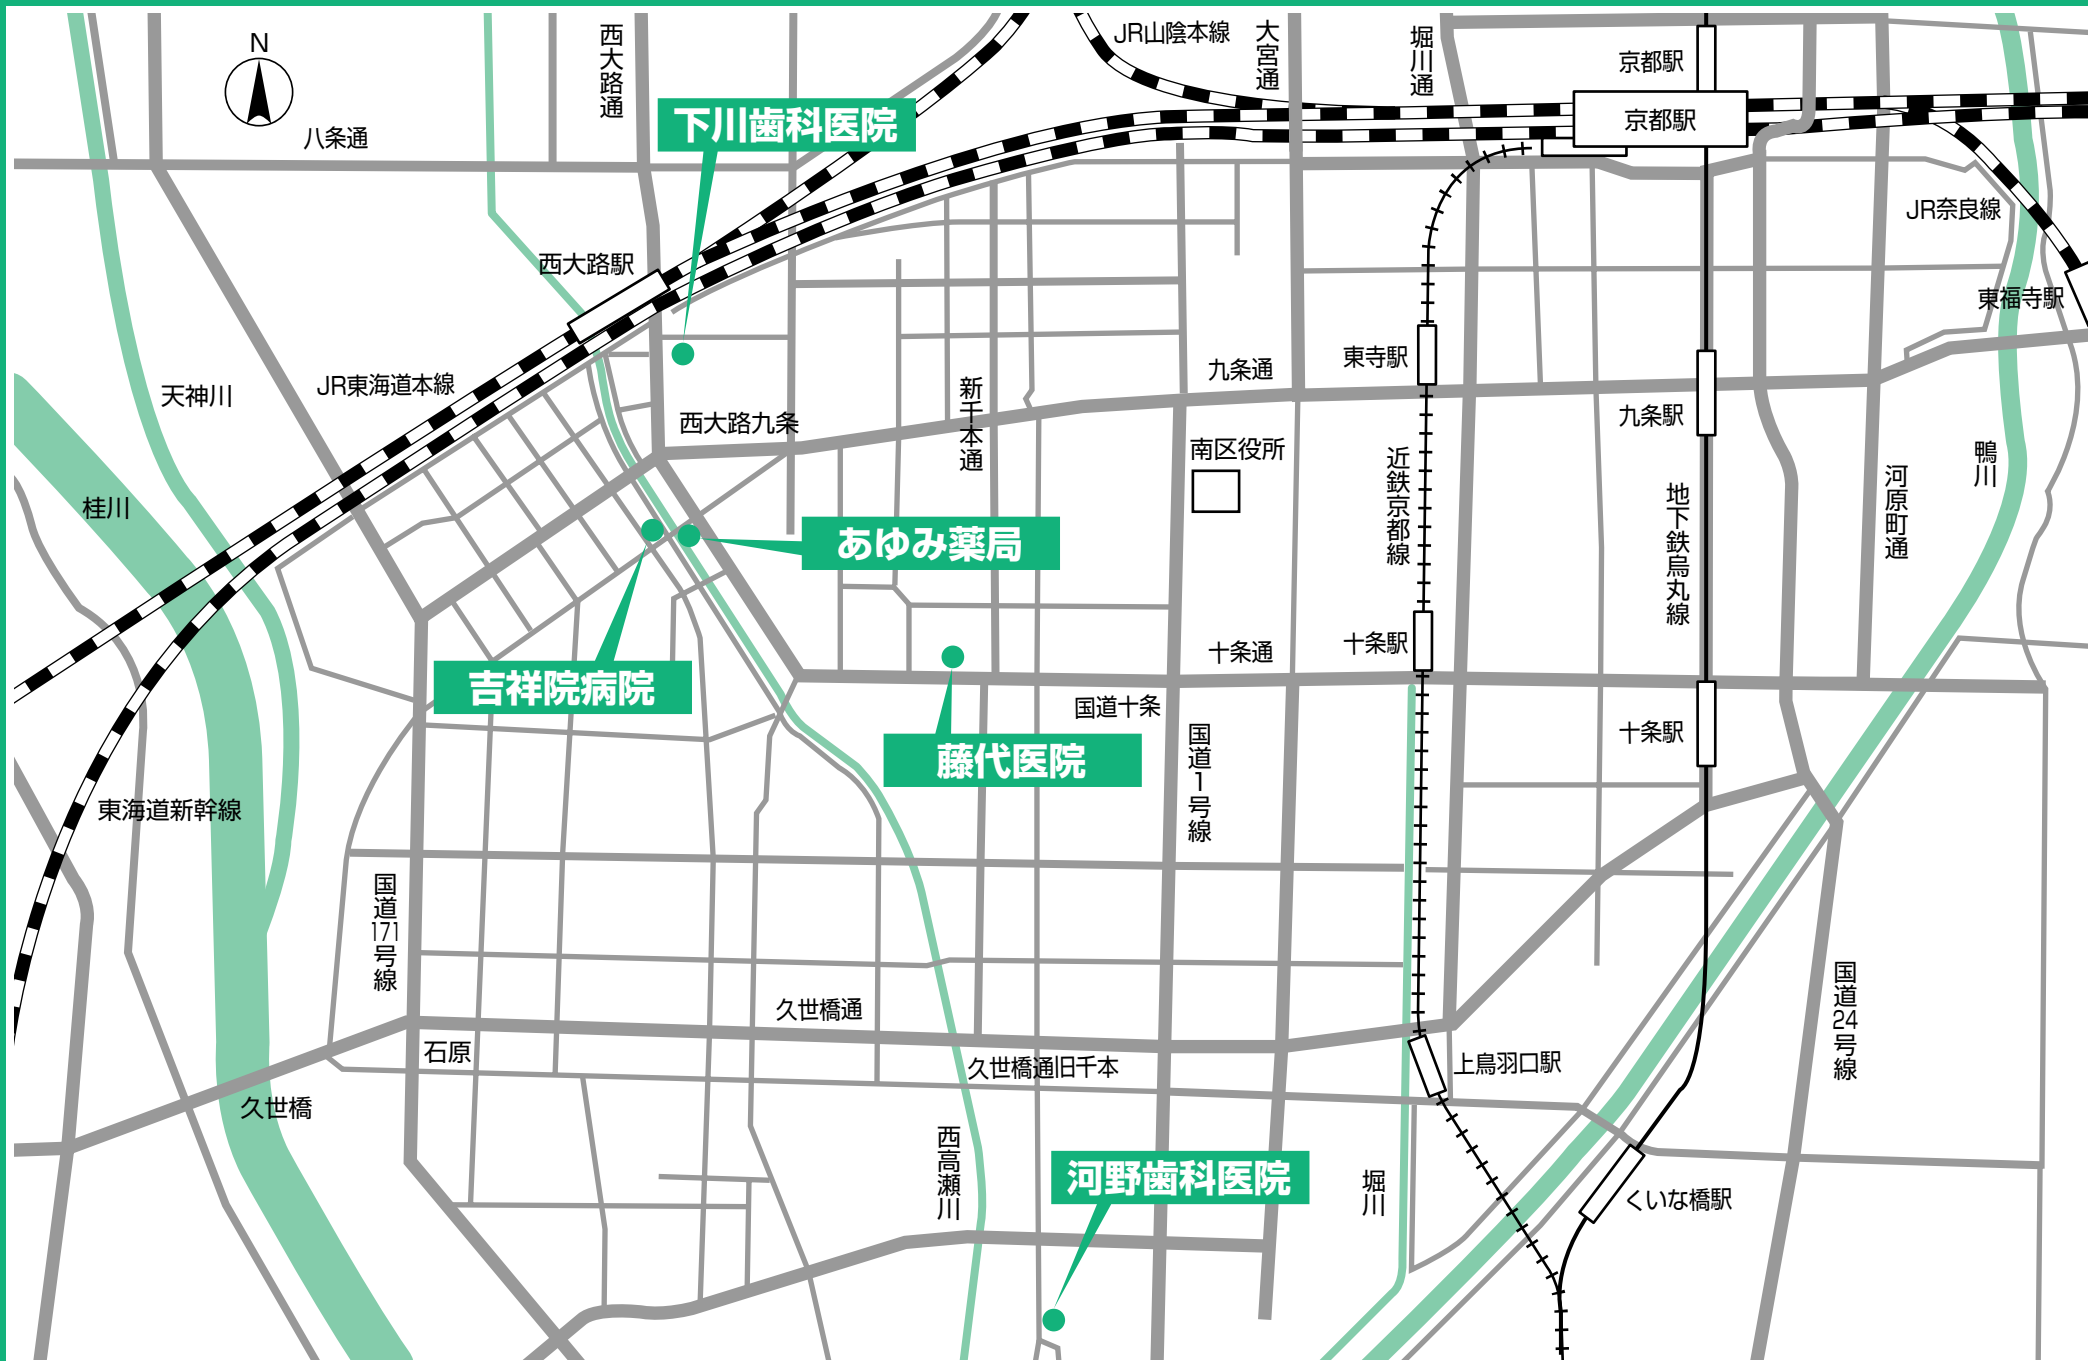 N
西大路通
JR山陰本線
大宮通
堀川通
京都駅
京都駅
下川歯科医院
八条通
JR奈良線
西大路駅
東福寺駅
天神川
JR東海道本線
九条通
東寺駅
九条駅
新千本通
西大路九条
南区役所
近鉄京都線
地下鉄烏丸線
河原町通
鴨川
桂川
あゆみ薬局
十条通
十条駅
吉祥院病院
国道十条
国道1号線
十条駅
藤代医院
東海道新幹線
国道171号線
国道24号線
久世橋通
石原
久世橋通旧千本
上鳥羽口駅
久世橋
西高瀬川
河野歯科医院
堀川
くいな橋駅